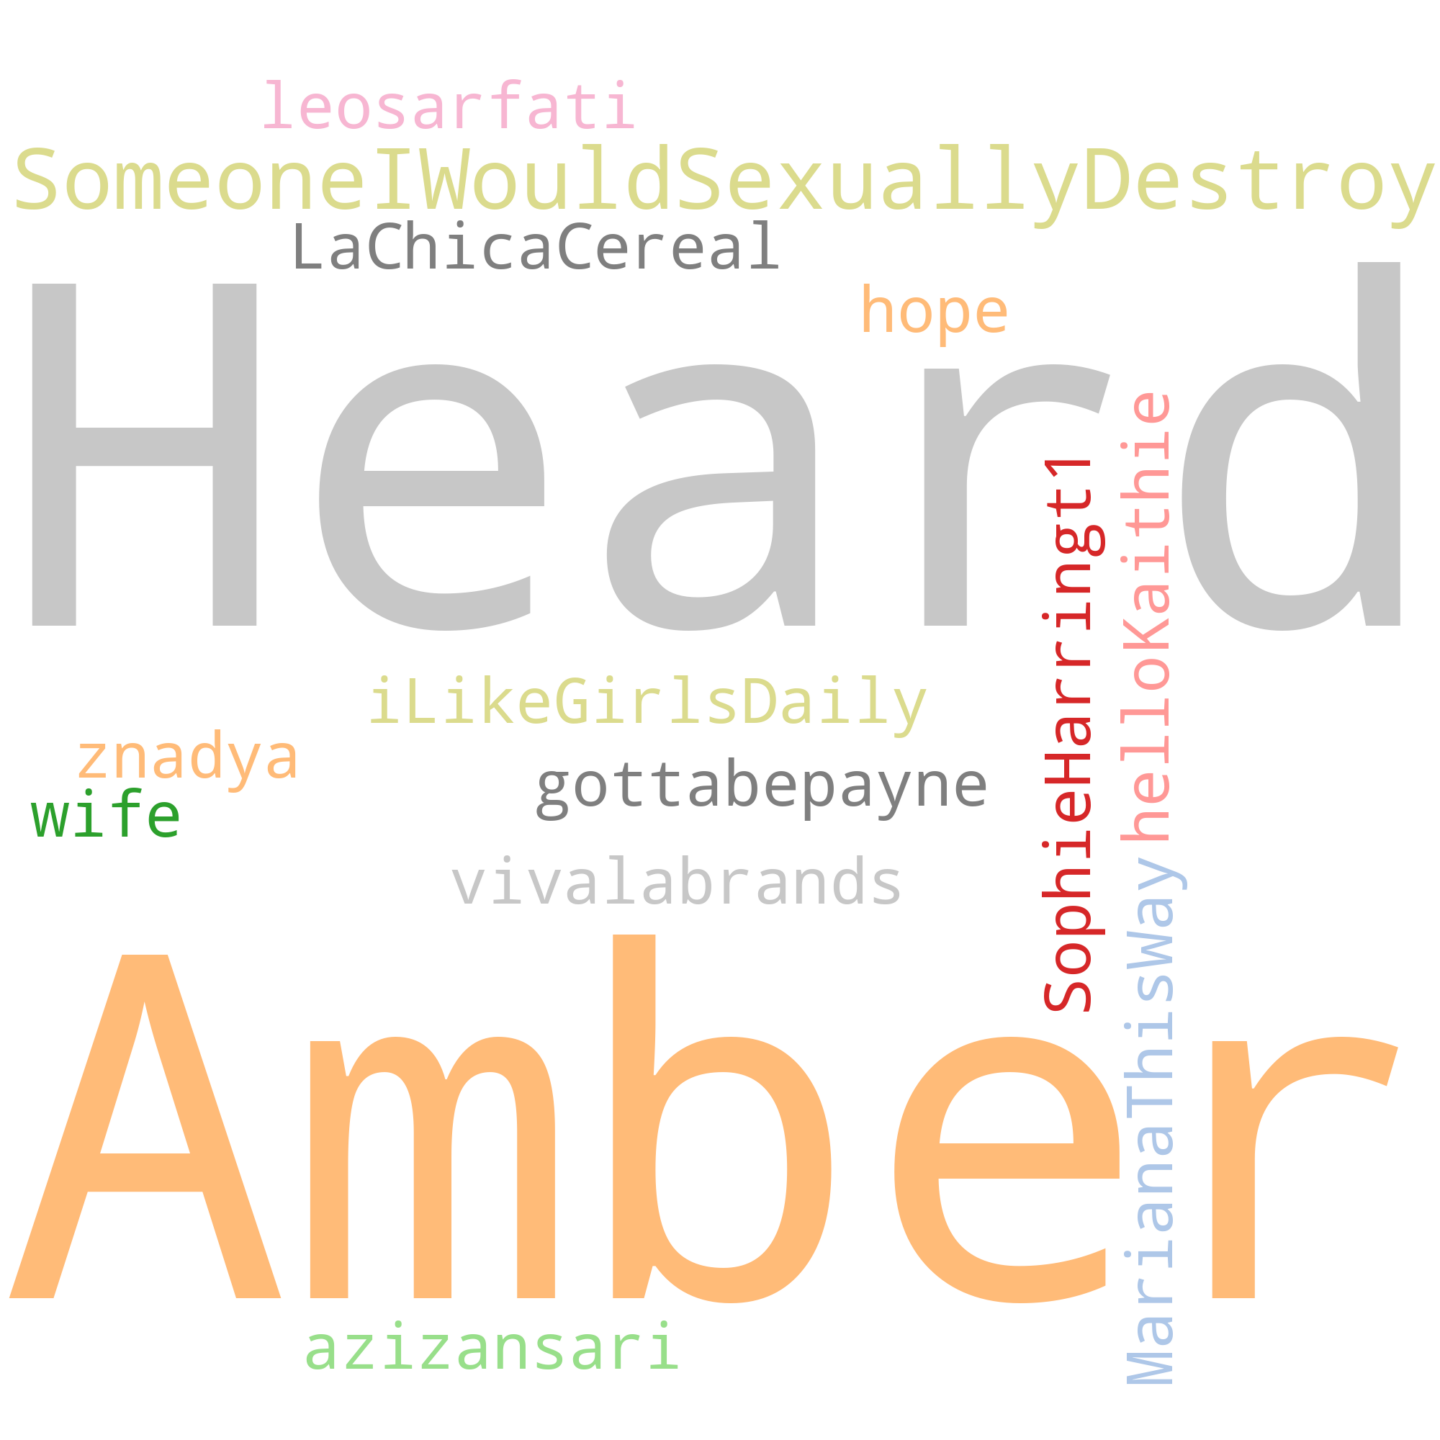 leosarfati
SomeoneIWouldSexuallyDestroy
LaChicaCereal
hope
Heard
helloKaithie
SophieHarringt1
iLikeGirlsDaily
znadya
gottabepayne
wife
vivalabrands
MarianaThisWay
Amber
azizansari